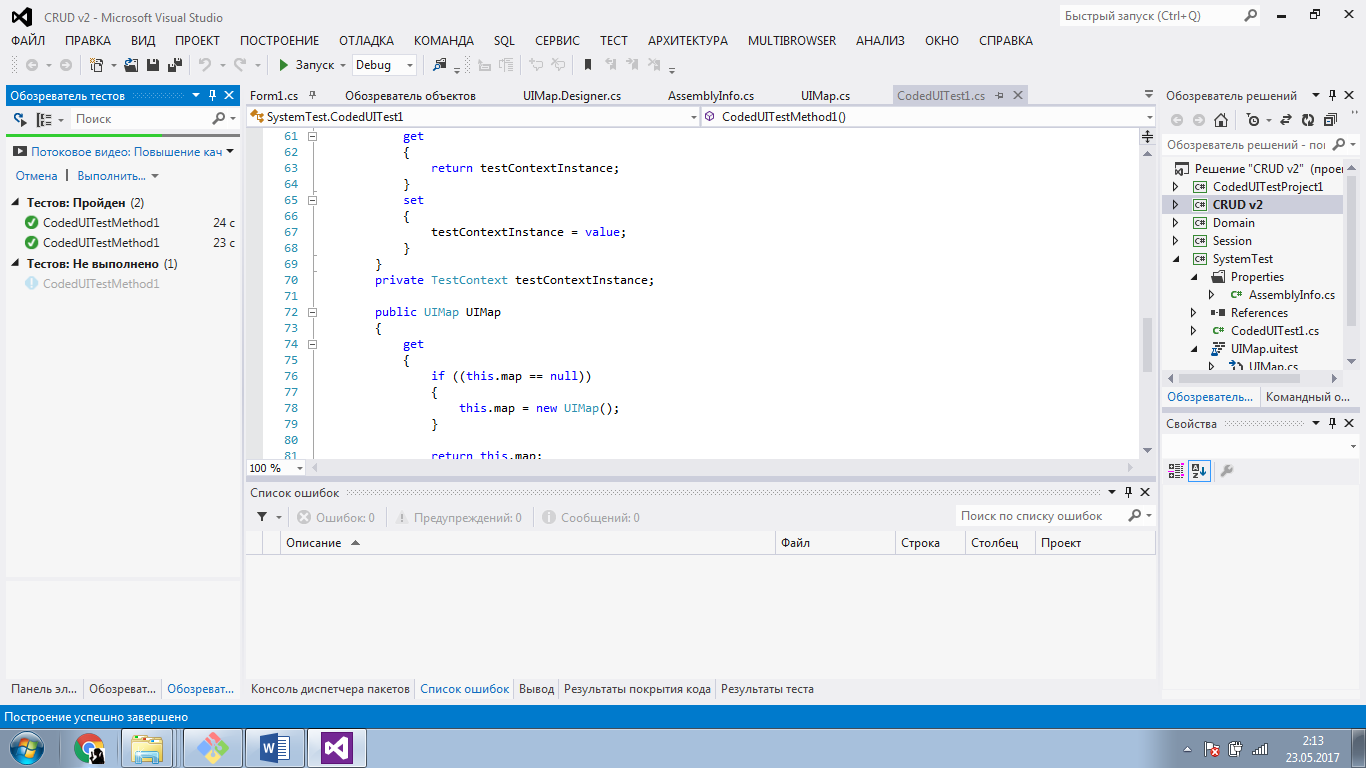 CRUD v2 - Microsoft Visual Studio
Быстрый запуск (Ctrl+Q)
ФАЙЛ ПРАВКА ВИД ПРОЕКТ ПОСТРОЕНИЕ ОТЛАДКА КОМАНДА SQL СЕРВИС ТЕСТ АРХИТЕКТУРА MULTIBROWSER АНАЛИЗ ОКНО СПРАВКА
Запуск Debug
Обозреватель тестов
Поиск
Потоковое видео: Повышение кач
Отмена Выполнить...
Тестов: Пройден (2)
CodedUITestMethod1 24 с
CodedUITestMethod1 23 с
Тестов: Не выполнено (1)
CodedUITestMethod1
Панель эл... Обозреват... Обозреват...
Form1.cs Обозреватель объектов UIMap.Designer.cs AssemblyInfo.cs UIMap.cs CodedUITest1.cs
SystemTest.CodedUITest1 CodedUITestMethod1()
61 get
62 {
63 return testContextInstance;
64 }
65 set
66 {
67 testContextInstance = value;
68 }
69 }
70 private TestContext testContextInstance;
71
72 public UIMap UIMap
73 {
74 get
75 {
76 if ((this.map == null))
77 {
78 this.map = new UIMap();
79 }
80
81 return this.map;
100 %
Список ошибок
Ошибок: 0 Предупреждений: 0 Сообщений: 0
Поиск по списку ошибок
Описание Файл Строка Столбец Проект
Консоль диспетчера пакетов Список ошибок Вывод Результаты покрытия кода Результаты теста
Обозреватель решений
Обозреватель решений - пои
Решение "CRUD v2" (проек
CodedUITestProject1
CRUD v2
Domain
Session
SystemTest
Properties
AssemblyInfo.cs
References
CodedUITest1.cs
UIMap.uitest
UIMap.cs
Обозреватель... Командный о...
Свойства
Построение успешно завершено
2:13
23.05.2017